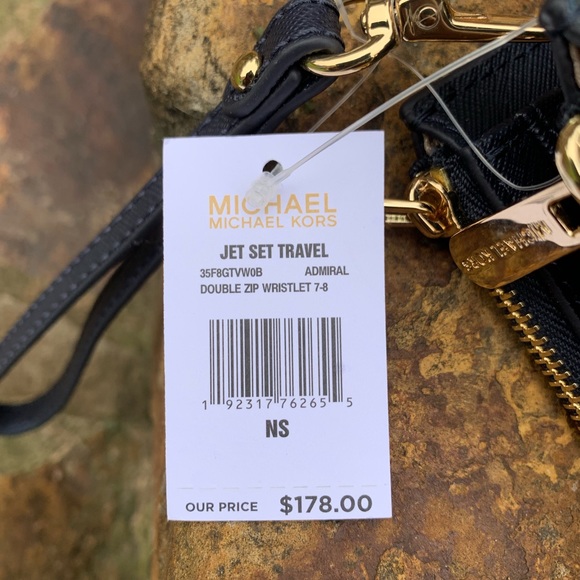 MICHAEL
MICHAEL KORS
JET SET TRAVEL
35F8GTVW0B ADMIRAL
DOUBLE ZIP WRISTLET 7-8
1 92317 76265 5
NS
OUR PRICE $178.00
MICHAEL KORS